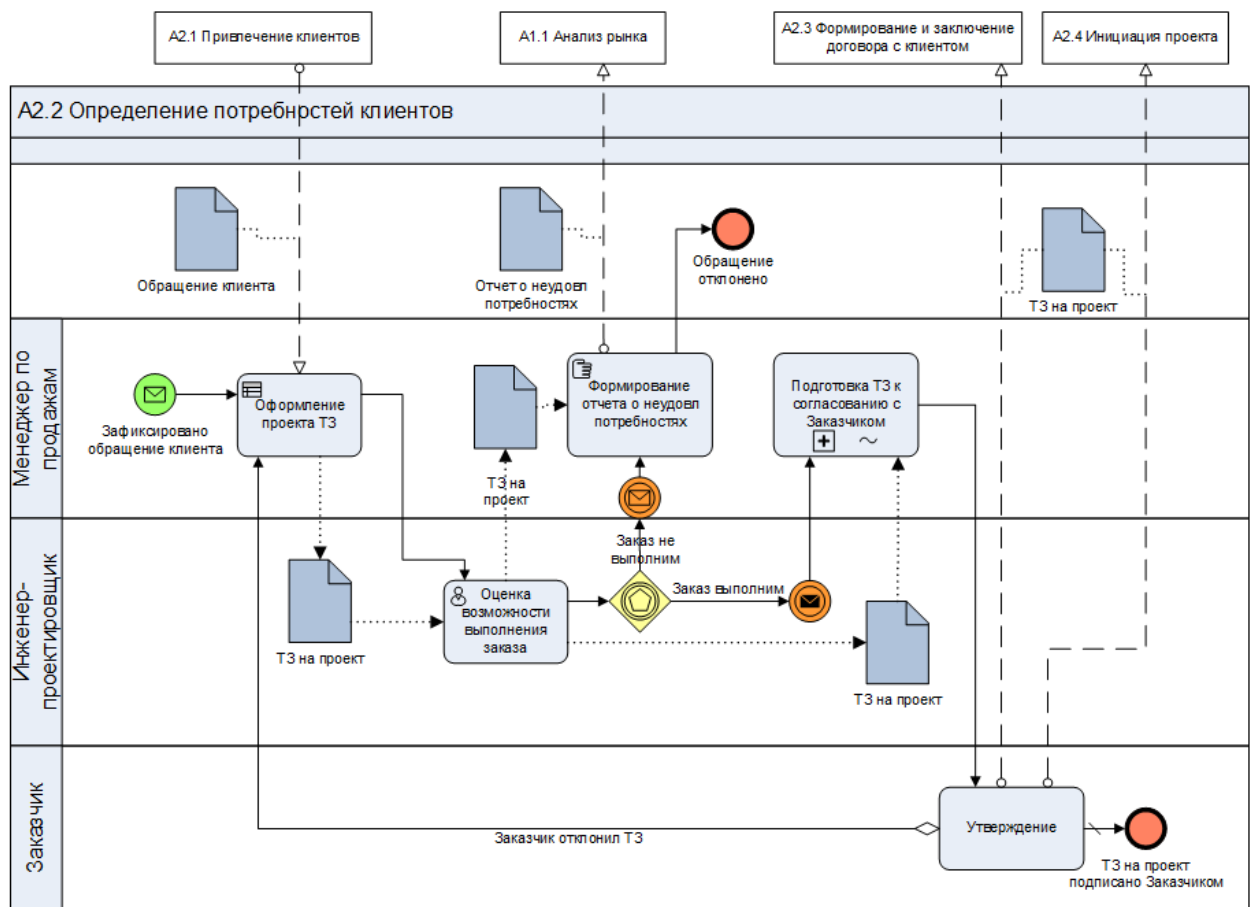 A2.1 Привлечение клиентов
A1.1 Анализ рынка
A2.3 Формирование и заключение
договора с клиентом
A2.4 Инициация проекта
A2.2 Определение потребнрстей клиентов
Обращение клиента
Отчет о неудовл
потребностях
Обращение
отклонено
ТЗ на проект
Менеджер по
продажам
Зафиксировано
обращение клиента
Оформление
проекта ТЗ
ТЗ на
проект
Формирование
отчета о неудовл
потребностях
Подготовка ТЗ к
согласованию с
Заказчиком
Инженер-
проектировщик
ТЗ на проект
Оценка
возможности
выполнения
заказа
Заказ не
выполним
Заказ выполним
ТЗ на проект
Заказчик
Заказчик отклонил ТЗ
Утверждение
ТЗ на проект
подписано Заказчиком